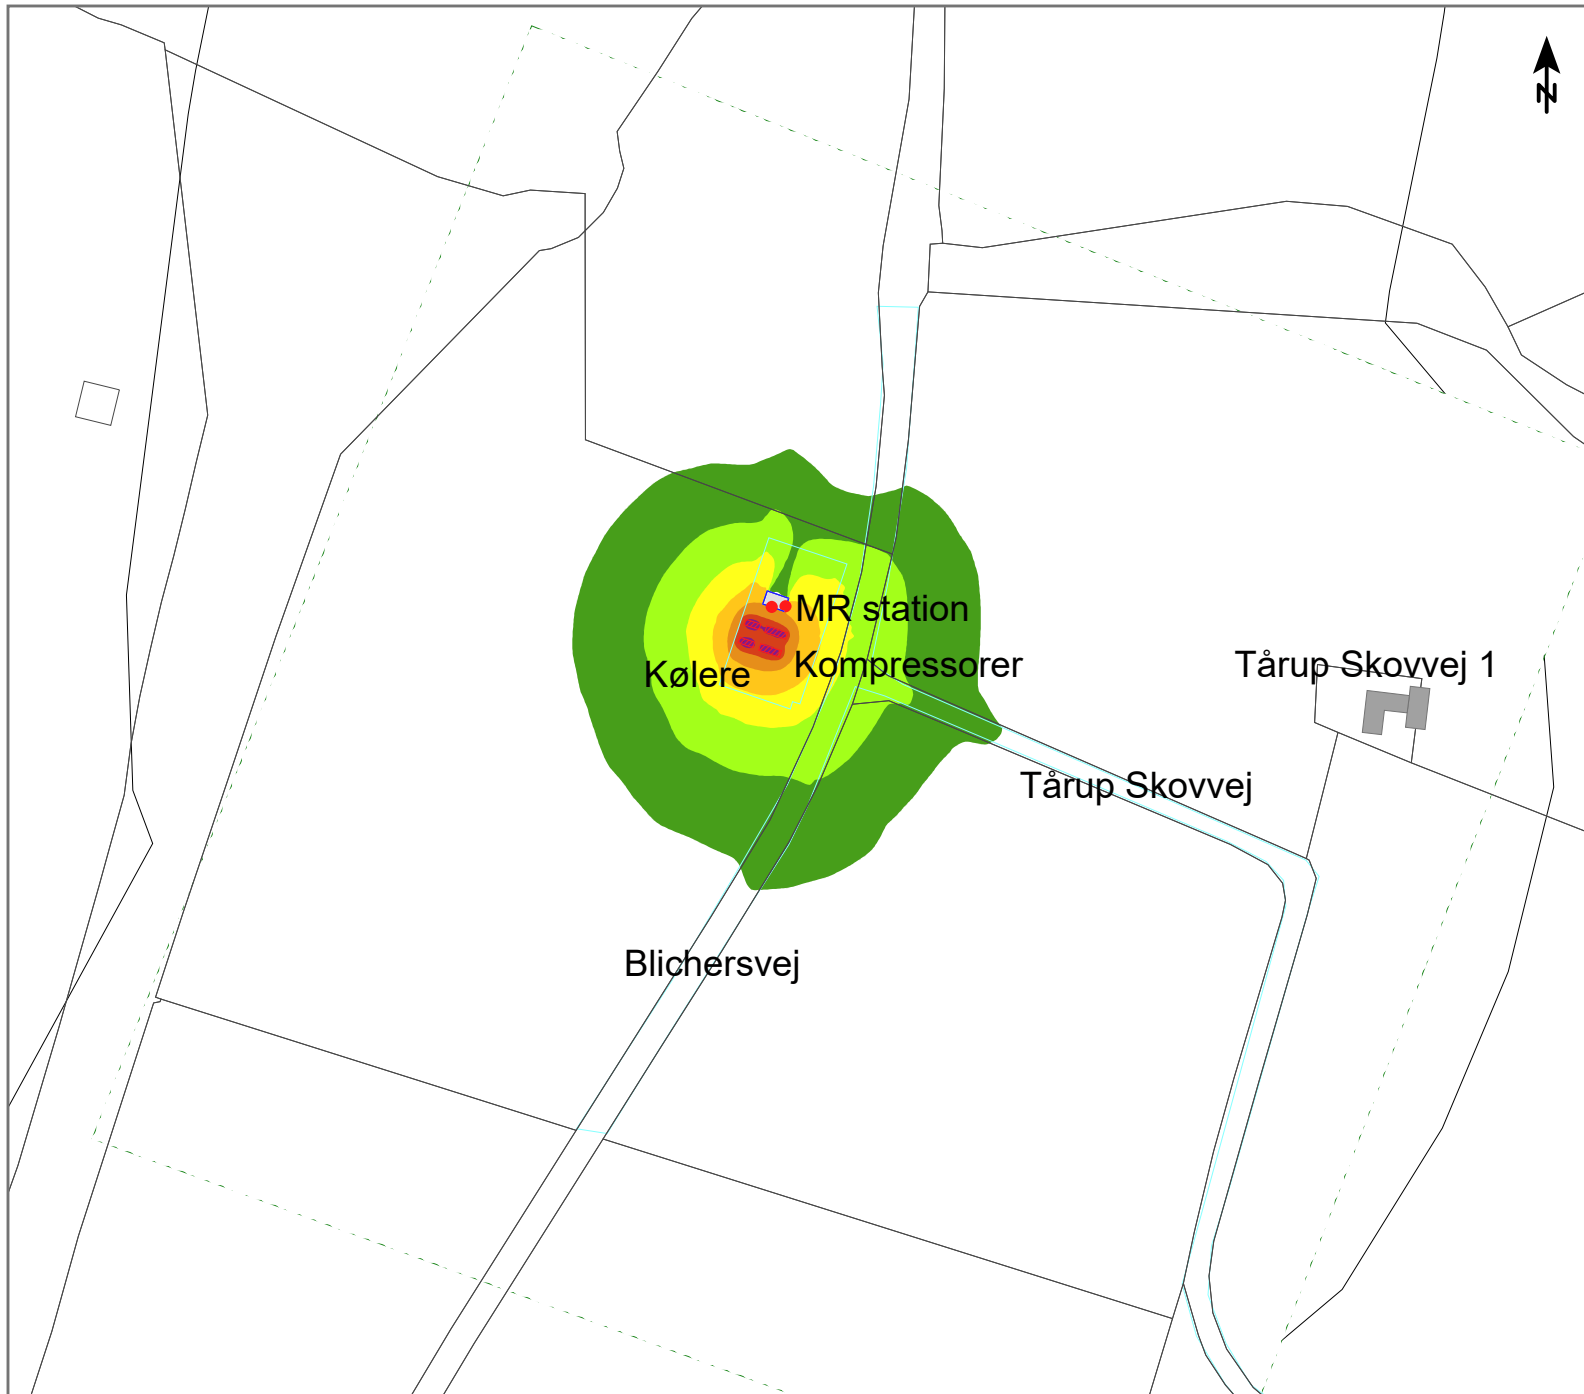 N
MR station
Kølere
Kompressorer
Tårup Skovvej 1
Tårup Skovvej
Blichersvej